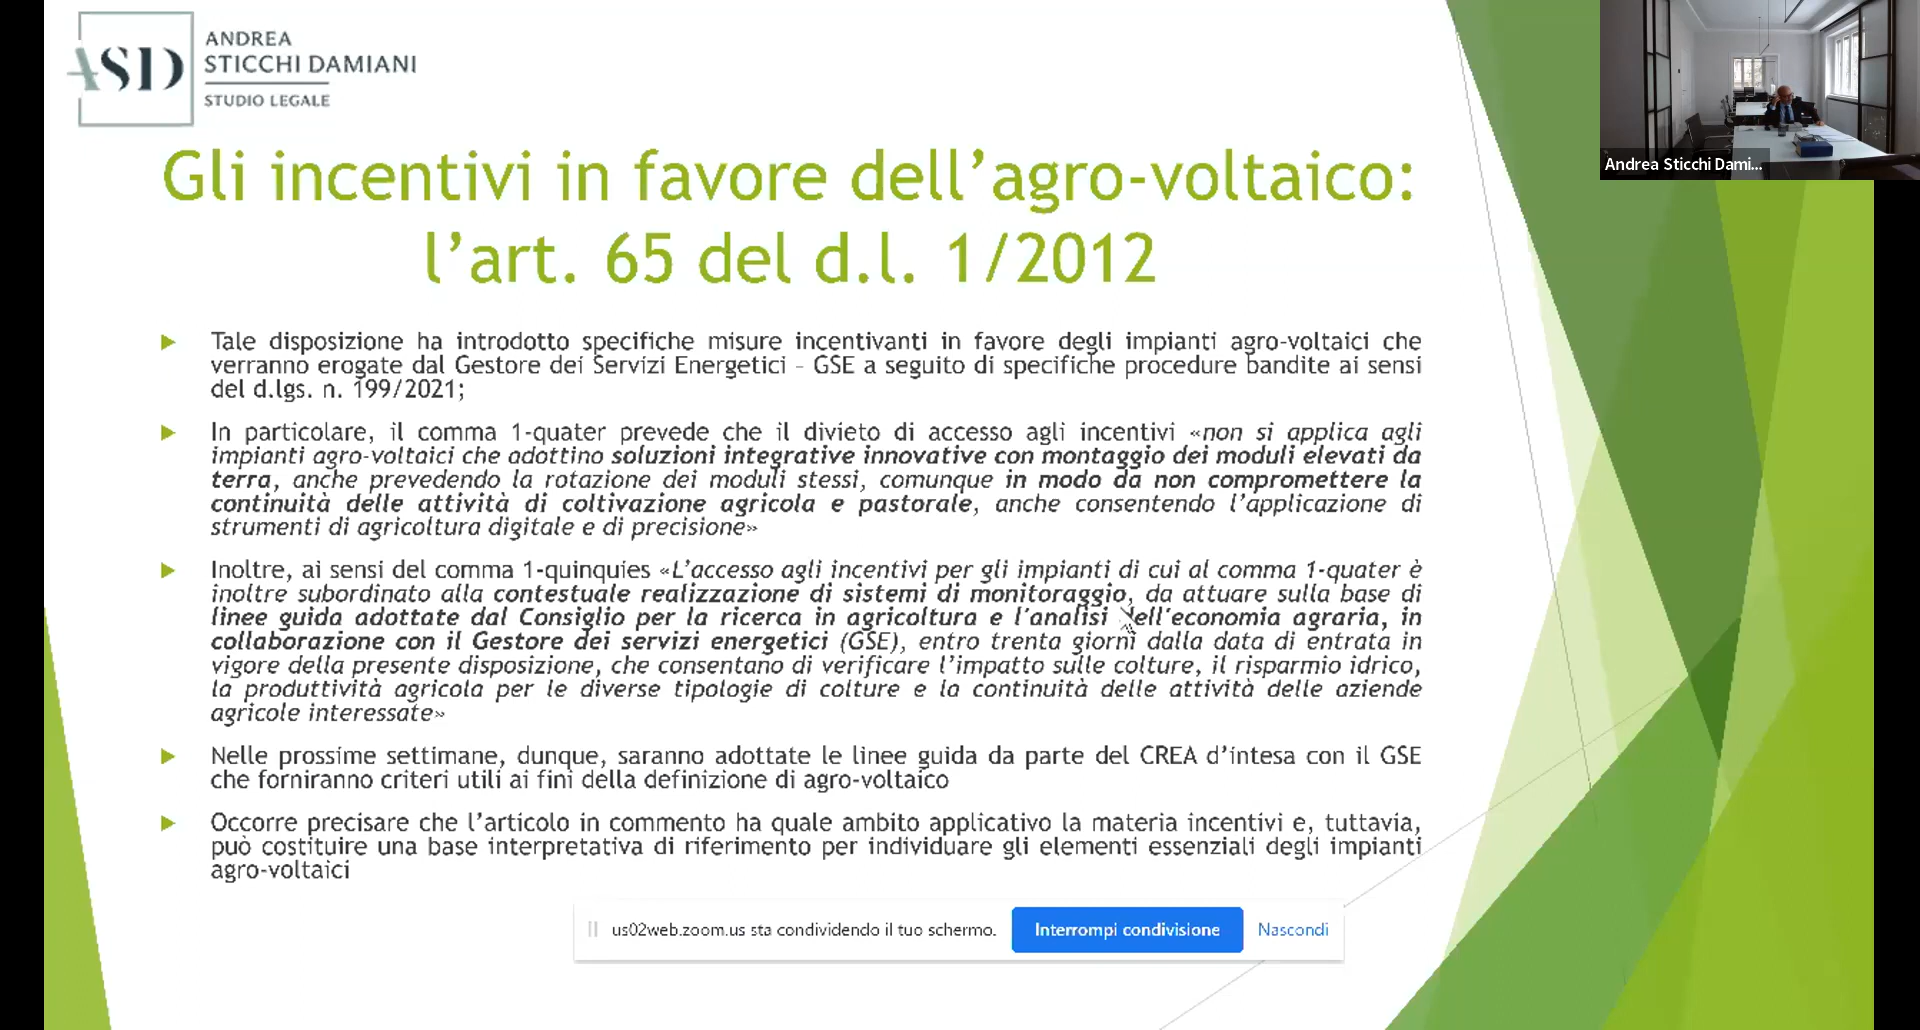 ASD
ANDREA
STICCHI DAMIANI
STUDIO LEGALE
Andrea Sticchi Dami...
Gli incentivi in favore dell’agro-voltaico:
l’art. 65 del d.l. 1/2012
Tale disposizione ha introdotto specifiche misure incentivanti in favore degli impianti agro-voltaici che
verranno erogate dal Gestore dei Servizi Energetici – GSE a seguito di specifiche procedure bandite ai sensi
del d.lgs. n. 199/2021;
In particolare, il comma 1-quater prevede che il divieto di accesso agli incentivi «non si applica agli
impianti agro-voltaici che adottino soluzioni integrative innovative con montaggio dei moduli elevati da
terra, anche prevedendo la rotazione dei moduli stessi, comunque in modo da non compromettere la
continuità delle attività di coltivazione agricola e pastorale, anche consentendo l’applicazione di
strumenti di agricoltura digitale e di precisione»
Inoltre, ai sensi del comma 1-quinquies «L’accesso agli incentivi per gli impianti di cui al comma 1-quater è
inoltre subordinato alla contestuale realizzazione di sistemi di monitoraggio, da attuare sulla base di
linee guida adottate dal Consiglio per la ricerca in agricoltura e l'analisi dell'economia agraria, in
collaborazione con il Gestore dei servizi energetici (GSE), entro trenta giorni dalla data di entrata in
vigore della presente disposizione, che consentano di verificare l’impatto sulle colture, il risparmio idrico,
la produttività agricola per le diverse tipologie di colture e la continuità delle attività delle aziende
agricole interessate»
Nelle prossime settimane, dunque, saranno adottate le linee guida da parte del CREA d’intesa con il GSE
che forniranno criteri utili ai fini della definizione di agro-voltaico
Occorre precisare che l’articolo in commento ha quale ambito applicativo la materia incentivi e, tuttavia,
può costituire una base interpretativa di riferimento per individuare gli elementi essenziali degli impianti
agro-voltaici
us02web.zoom.us sta condividendo il tuo schermo.
Interrompi condivisione
Nascondi